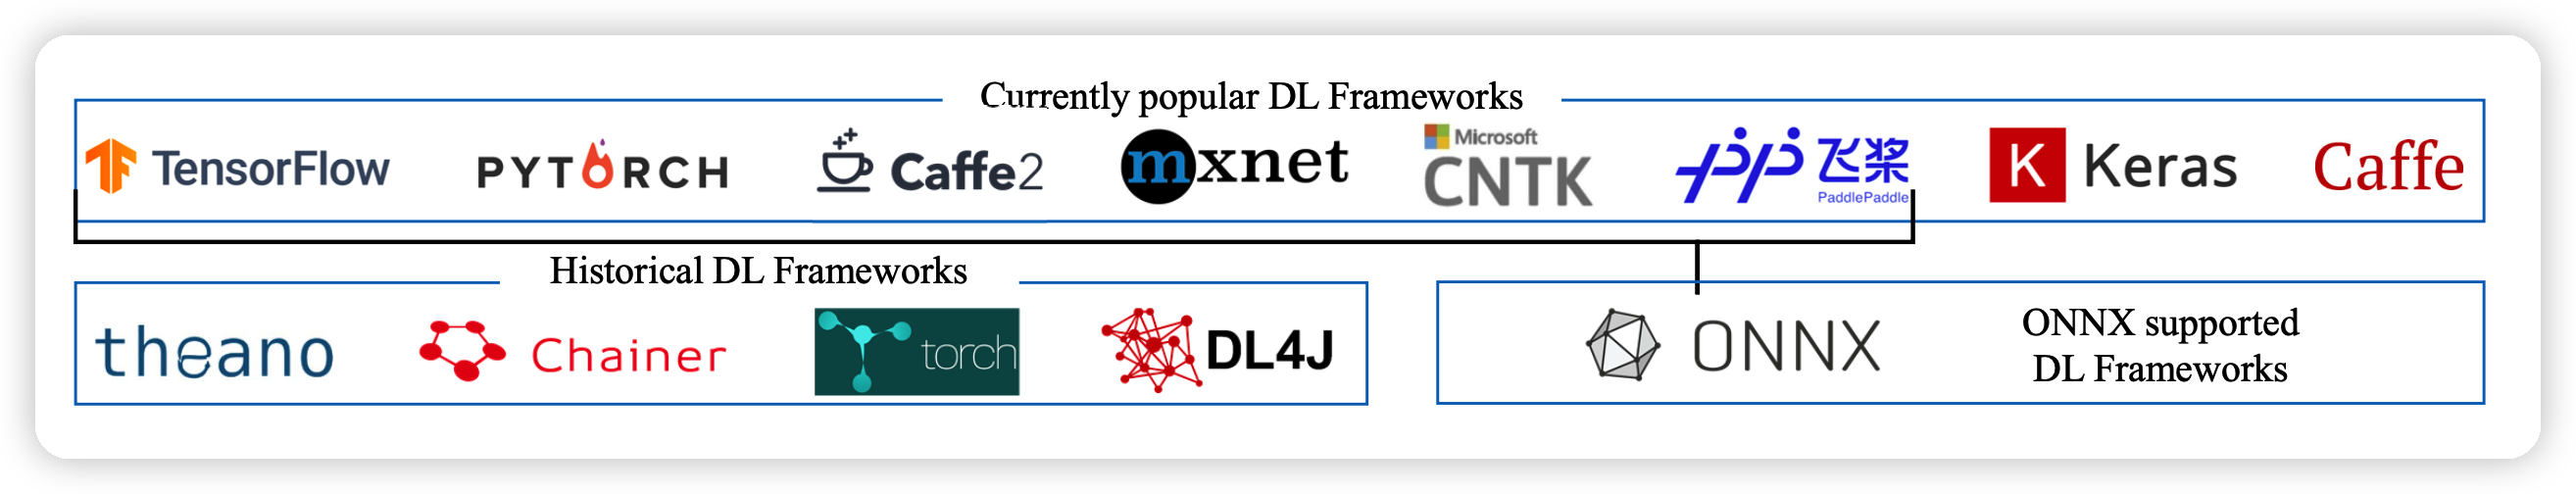 Currently popular DL Frameworks
TensorFlow
PYTORCH
Caffe2
mxnet
Microsoft
CNTK
飞桨
PaddlePaddle
K Keras
Caffe
Historical DL Frameworks
theano
Chainer
torch
DL4J
ONNX
ONNX supported
DL Frameworks